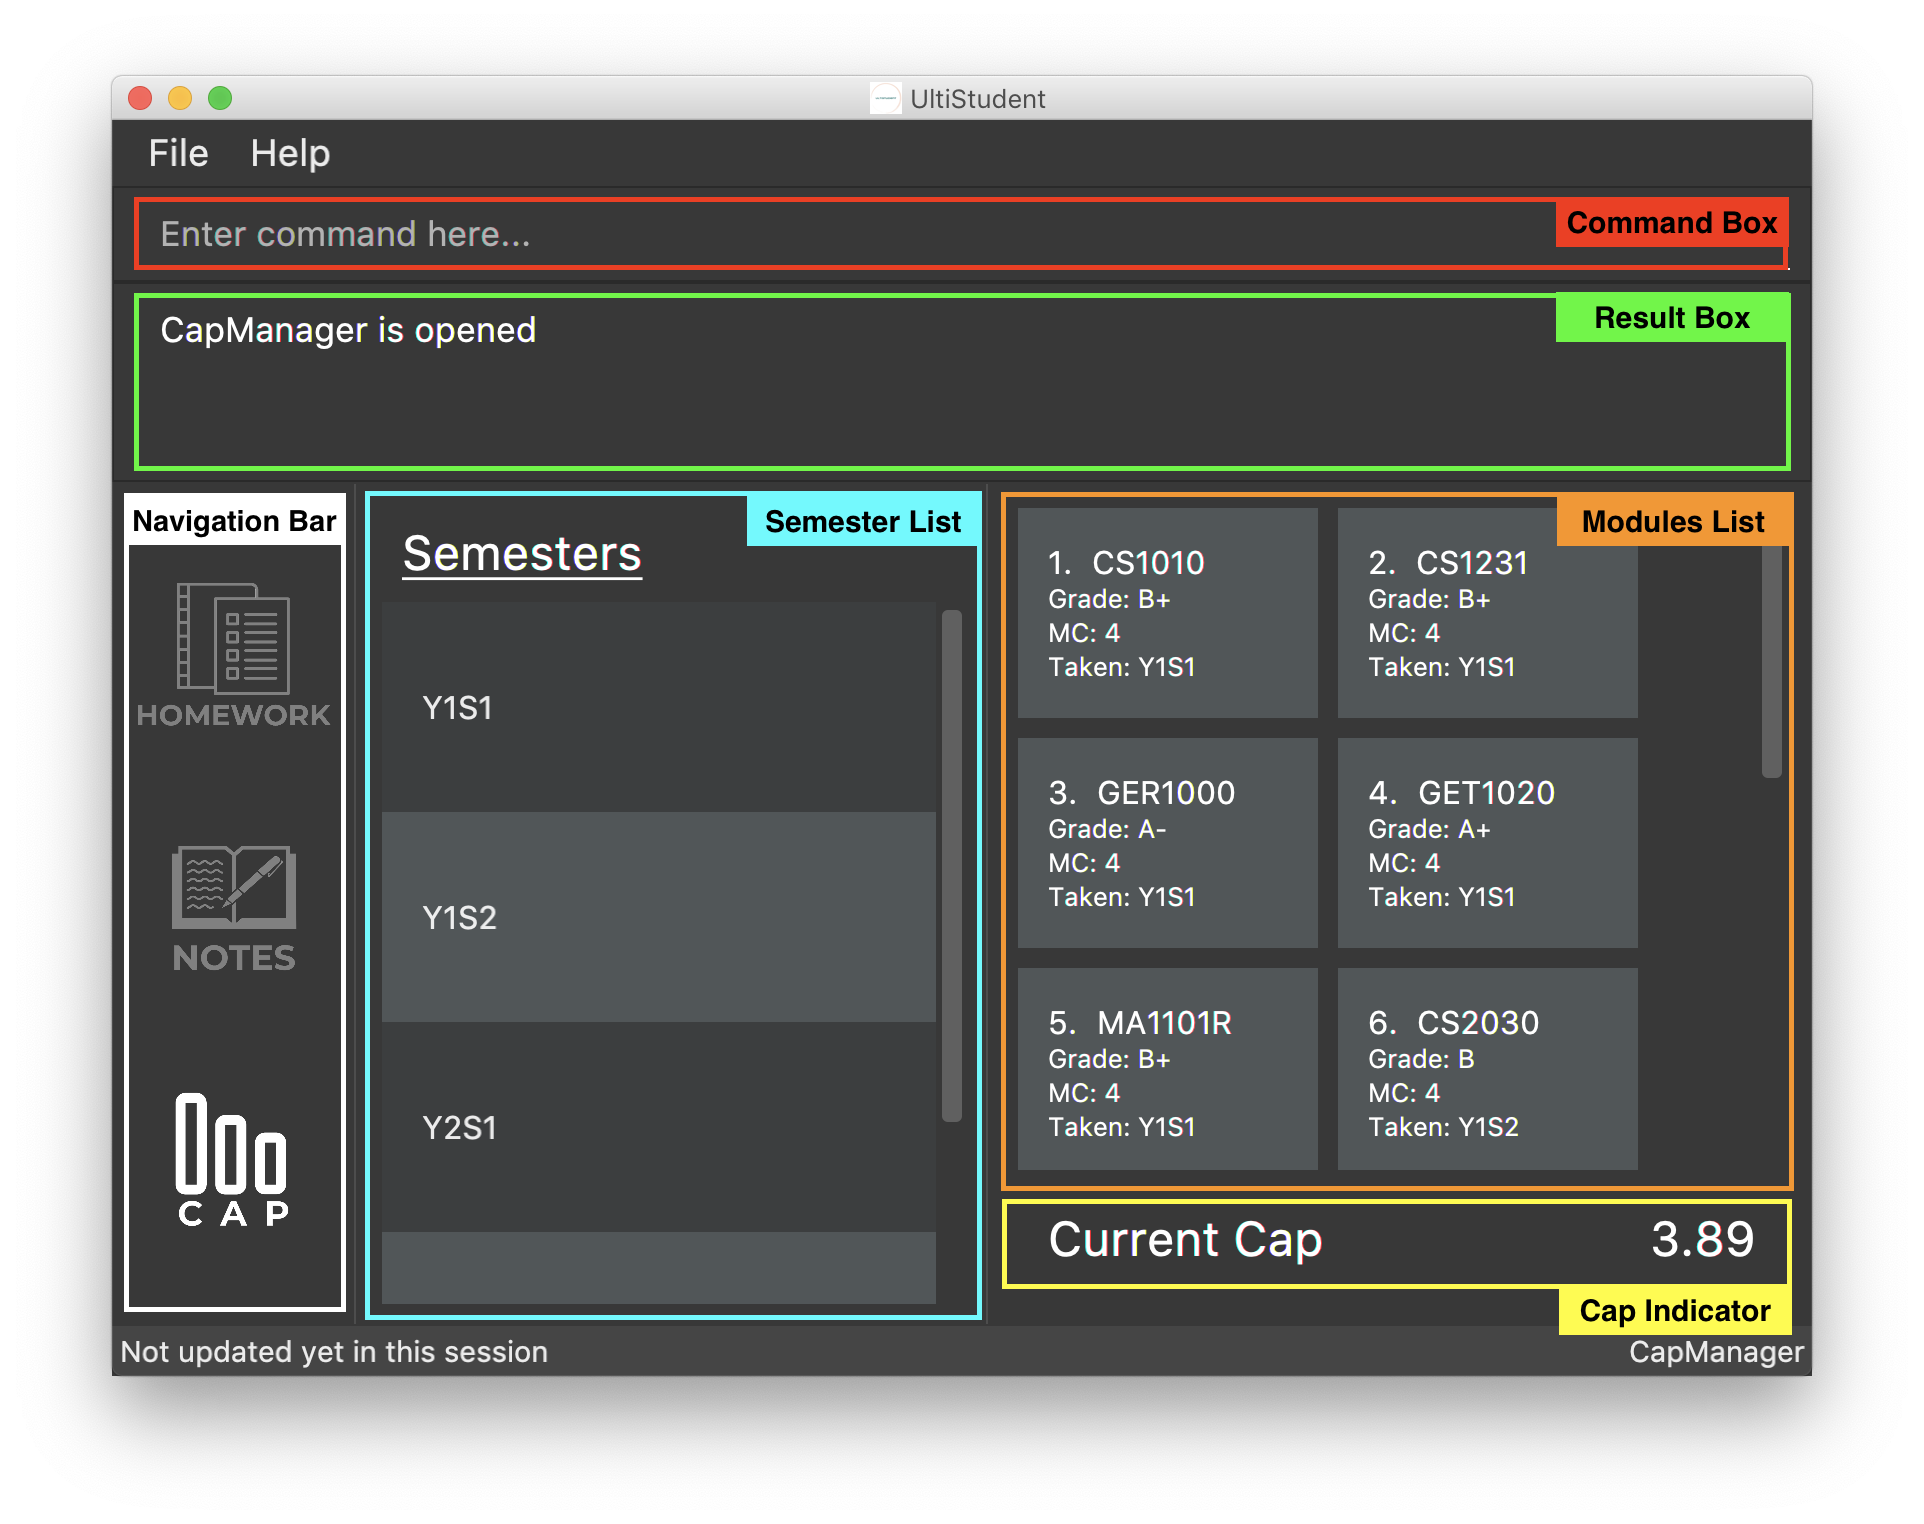 UltiStudent
File Help
Enter command here...
Command Box
CapManager is opened
Result Box
Navigation Bar
HOMEWORK
NOTES
CAP
Semester List
Semesters
Y1S1
Y1S2
Y2S1
Modules List
1. CS1010
Grade: B+
MC: 4
Taken: Y1S1
2. CS1231
Grade: B+
MC: 4
Taken: Y1S1
3. GER1000
Grade: A-
MC: 4
Taken: Y1S1
4. GET1020
Grade: A+
MC: 4
Taken: Y1S1
5. MA1101R
Grade: B+
MC: 4
Taken: Y1S1
6. CS2030
Grade: B
MC: 4
Taken: Y1S2
Current Cap 3.89
Cap Indicator
Not updated yet in this session
CapManager